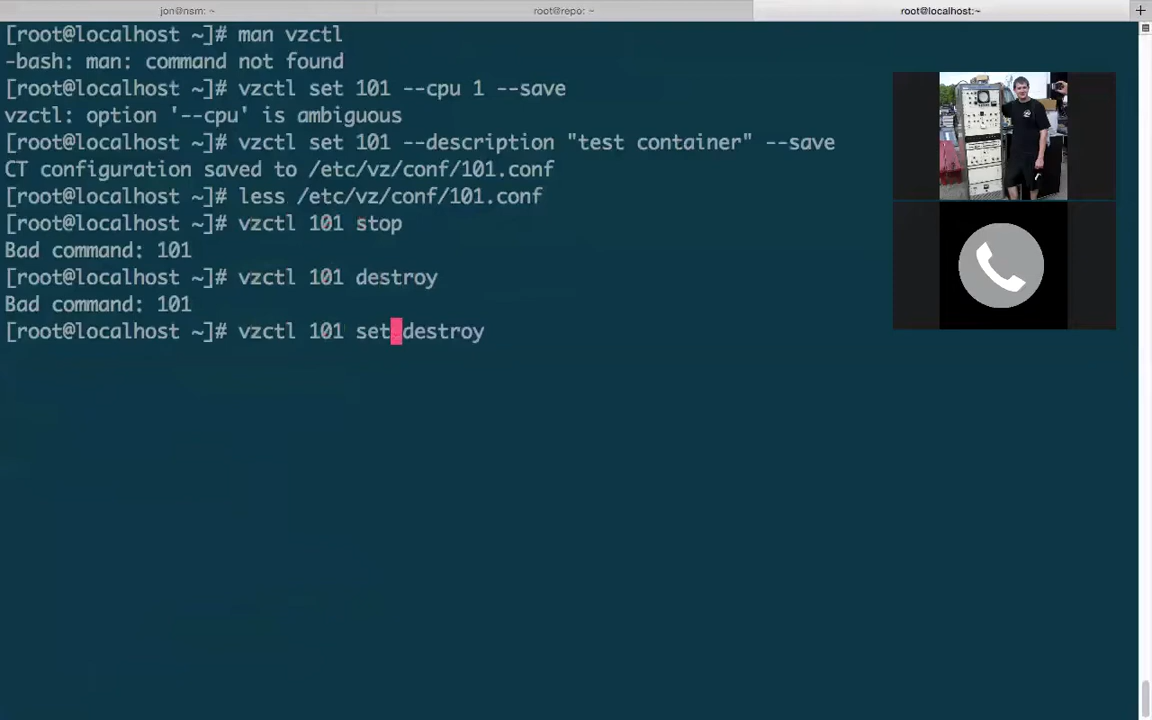 jon@nsm: ~
root@repo: ~
root@localhost:~
[root@localhost ~]# man vzctl
-bash: man: command not found
[root@localhost ~]# vzctl set 101 --cpu 1 --save
vzctl: option '--cpu' is ambiguous
[root@localhost ~]# vzctl set 101 --description "test container" --save
CT configuration saved to /etc/vz/conf/101.conf
[root@localhost ~]# less /etc/vz/conf/101.conf
[root@localhost ~]# vzctl 101 stop
Bad command: 101
[root@localhost ~]# vzctl 101 destroy
Bad command: 101
[root@localhost ~]# vzctl 101 set destroy